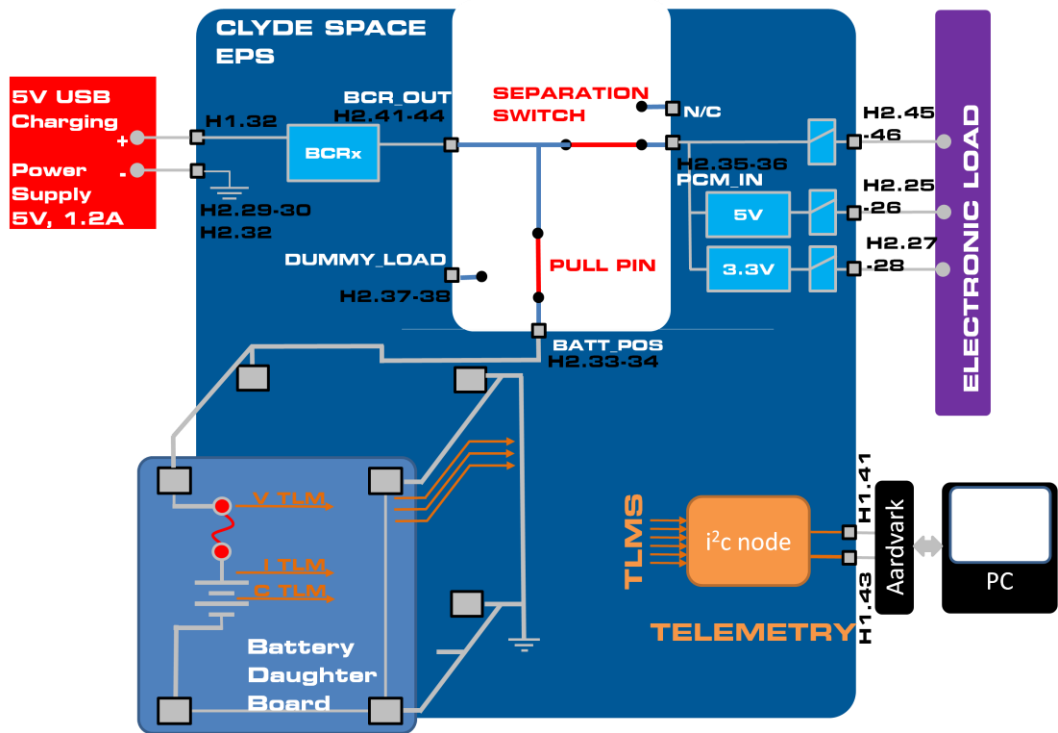 CLYDE SPACE
EPS
5V USB
Charging
+
Power
-
Supply
5V, 1.2A
H1.32
BCRx
BCR_OUT
H2.41-44
H2.29-30
H2.32
SEPARATION
SWITCH
N/C
H2.35-36
PCM_IN
5V
3.3V
H2.45
-46
H2.25
-26
H2.27
-28
ELECTRONIC LOAD
DUMMY_LOAD
H2.37-38
PULL PIN
BATT_POS
H2.33-34
V TLM
I TLM
C TLM
Battery
Daughter
Board
TLMS
i²c node
TELEMETRY
H1.41
H1.43
Aardvark
PC